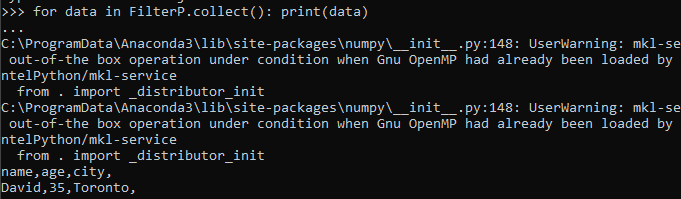 >>> for data in FilterP.collect(): print(data)
...
C:\ProgramData\Anaconda3\lib\site-packages\numpy\__init__.py:148: UserWarning: mkl-se
out-of-the box operation under condition when Gnu OpenMP had already been loaded by
ntelPython/mkl-service
from . import _distributor_init
C:\ProgramData\Anaconda3\lib\site-packages\numpy\__init__.py:148: UserWarning: mkl-se
out-of-the box operation under condition when Gnu OpenMP had already been loaded by
ntelPython/mkl-service
from . import _distributor_init
name,age,city,
David,35,Toronto,